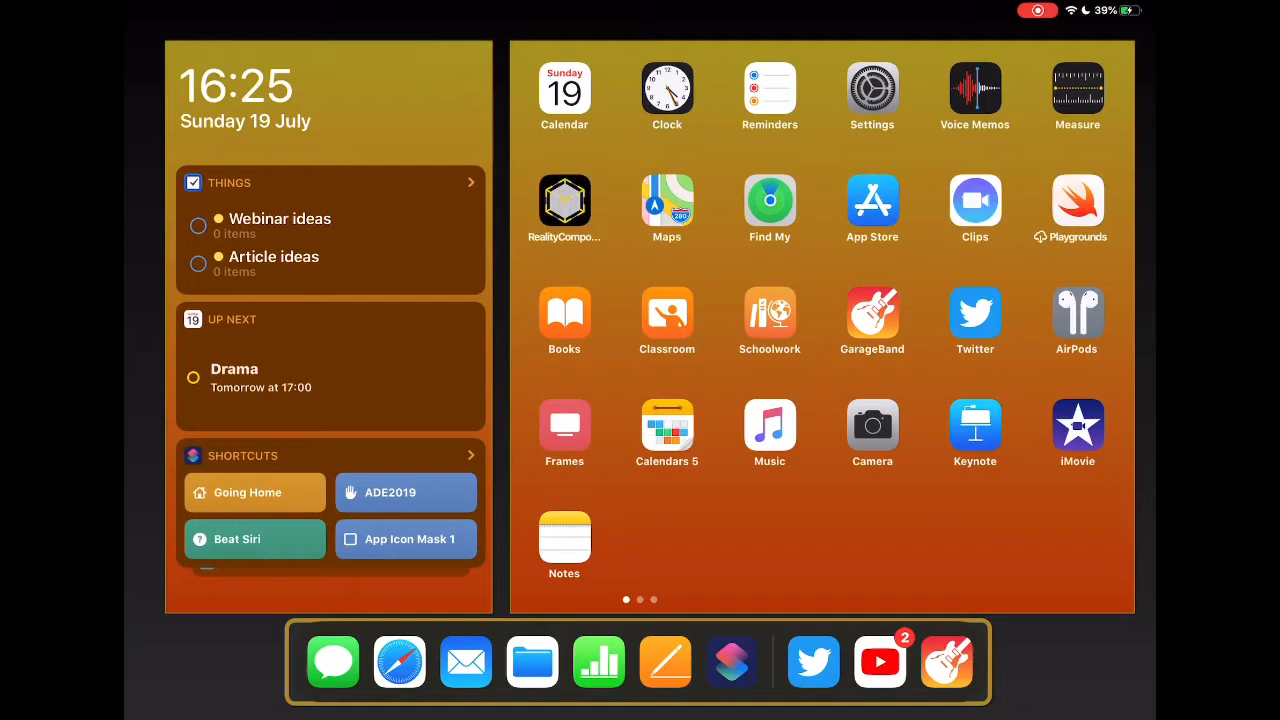 39%
16:25
Sunday 19 July
THINGS
Webinar ideas
0 items
Article ideas
0 items
19
UP NEXT
Drama
Tomorrow at 17:00
SHORTCUTS
Going Home
ADE2019
Beat Siri
App Icon Mask 1
Sunday
19
Calendar
Clock
Reminders
Settings
Voice Memos
Measure
RealityCompo...
280
Maps
Find My
App Store
Clips
Playgrounds
Books
Classroom
Schoolwork
GarageBand
Twitter
AirPods
Frames
Calendars 5
Music
Camera
Keynote
iMovie
Notes
2